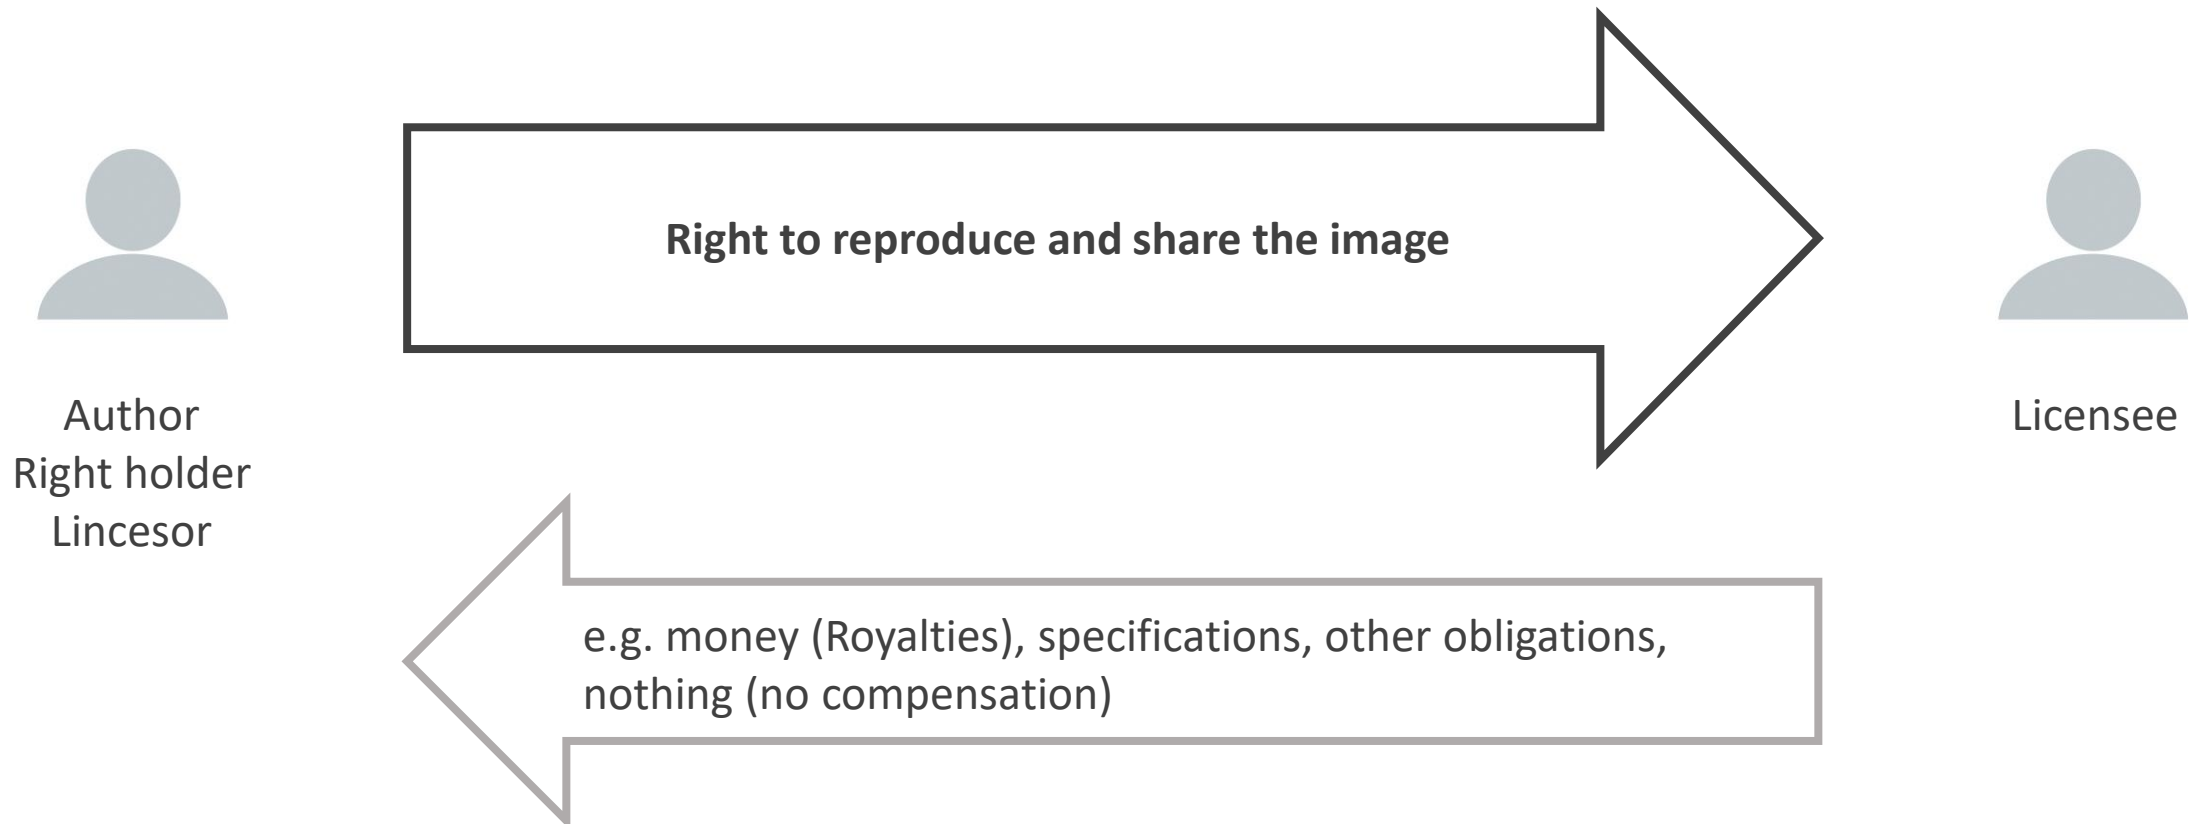 Right to reproduce and share the image
Author
Right holder
Lincesor
Licensee
e.g. money (Royalties), specifications, other obligations,
nothing (no compensation)